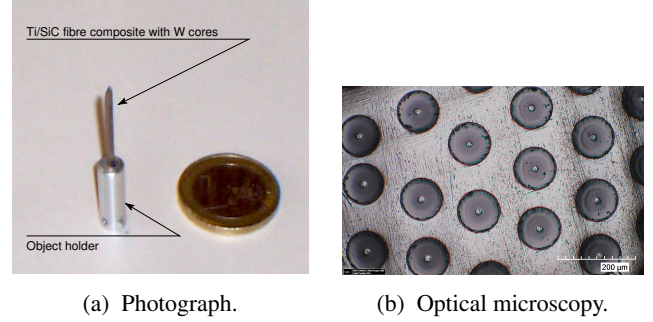 Ti/SiC fibre composite with W cores
Object holder
200 µm
(a) Photograph.
(b) Optical microscopy.